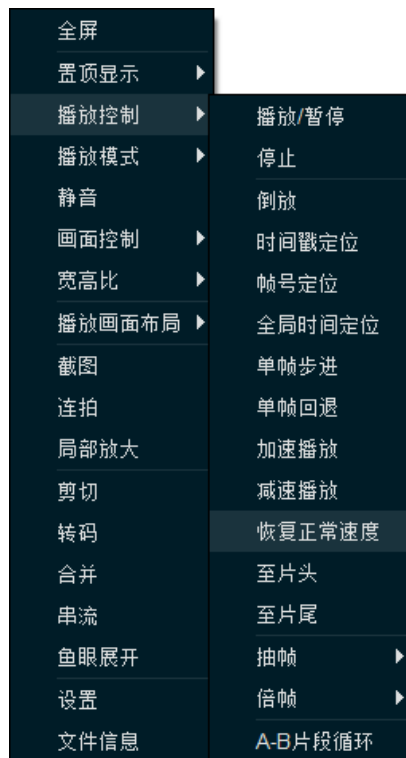 全屏
置顶显示
播放控制
播放模式
静音
画面控制
宽高比
播放画面布局
截图
连拍
局部放大
剪切
转码
合并
串流
鱼眼展开
设置
文件信息
播放/暂停
停止
倒放
时间戳定位
帧号定位
全局时间定位
单帧步进
单帧回退
加速播放
减速播放
恢复正常速度
至片头
至片尾
抽帧
倍帧
A-B片段循环